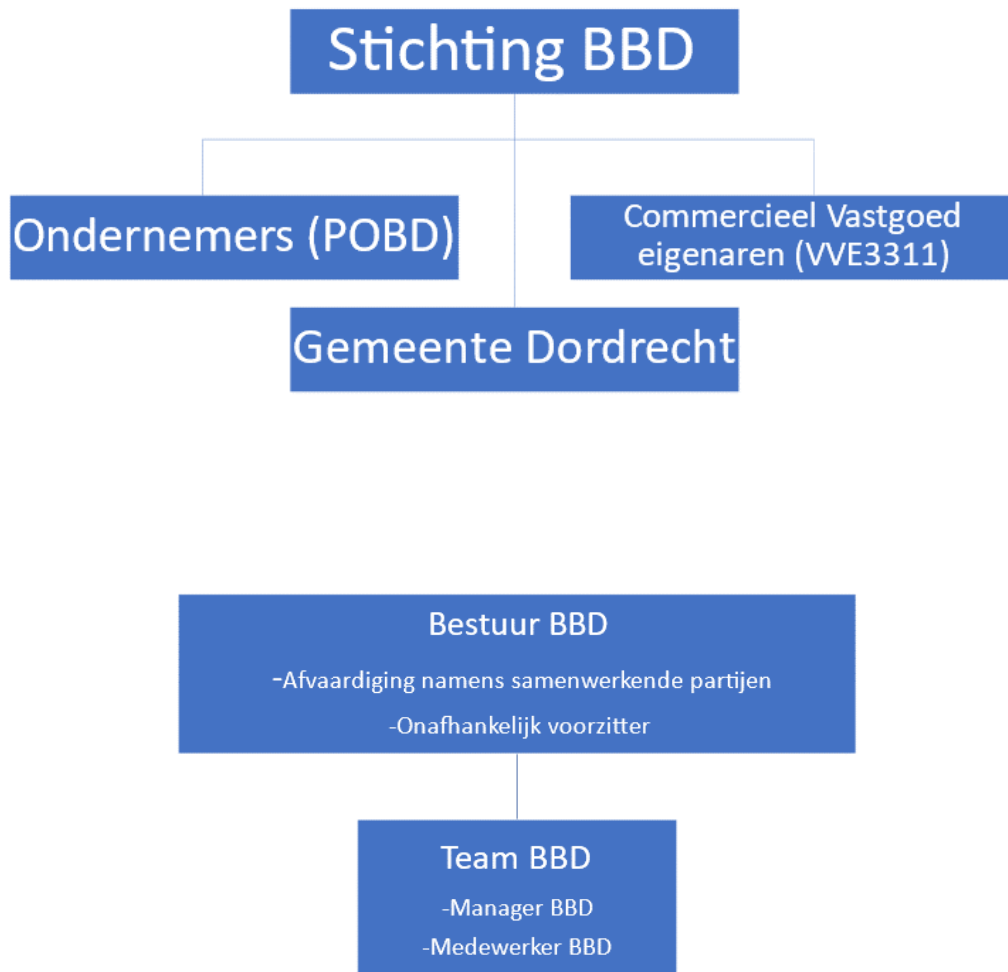 Stichting BBD
Ondernemers (POBD)
Commercieel Vastgoed
eigenaren (VVE3311)
Gemeente Dordrecht
Bestuur BBD
-Afvaardiging namens samenwerkende partijen
-Onafhankelijk voorzitter
Team BBD
-Manager BBD
-Medewerker BBD